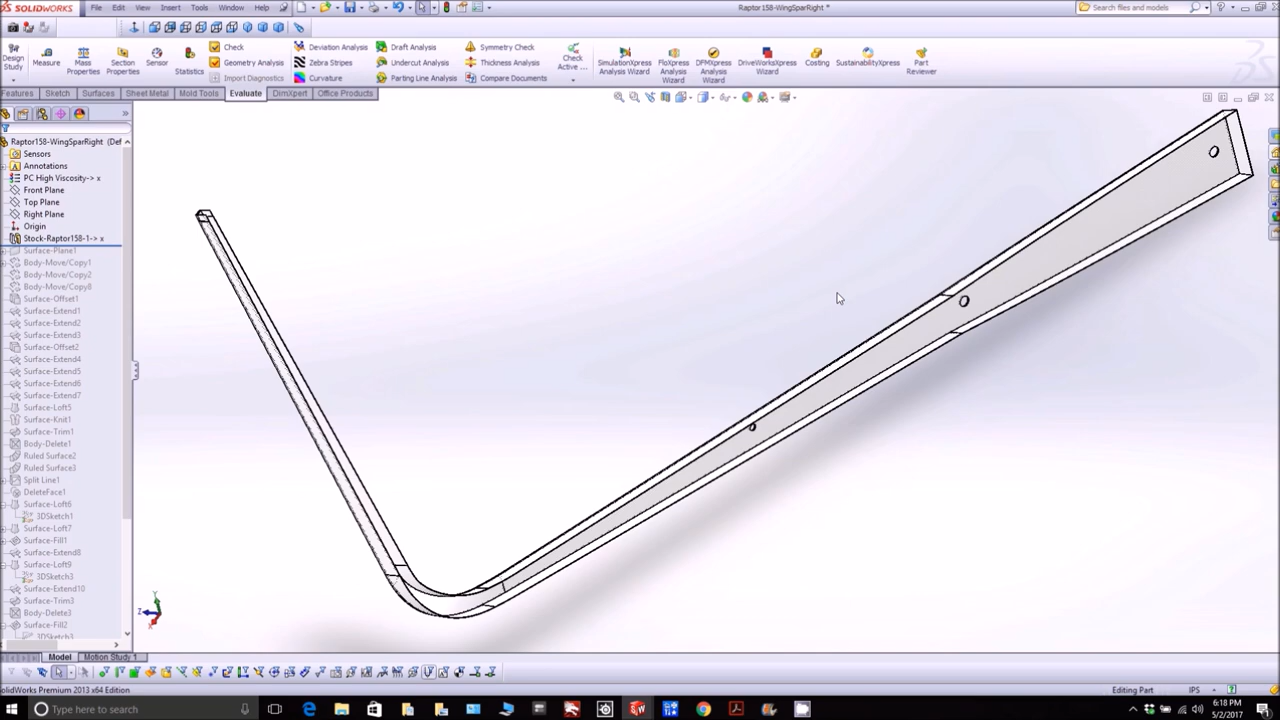 SOLIDWORKS File Edit View Insert Tools Window Help
Raptor158-WingSparRight *
Search files and models
Design Study
Measure
Mass Properties
Section Properties
Sensor
Statistics
Check
Geometry Analysis
Import Diagnostics
Deviation Analysis
Zebra Stripes
Curvature
Draft Analysis
Undercut Analysis
Parting Line Analysis
Symmetry Check
Thickness Analysis
Compare Documents
Check Active ...
SimulationXpress Analysis Wizard
FloXpress Analysis Wizard
DFMXpress Analysis Wizard
DriveWorksXpress Wizard
Costing
SustainabilityXpress
Part Reviewer
Features Sketch Surfaces Sheet Metal Mold Tools Evaluate DimXpert Office Products
Raptor158-WingSparRight (Def
Sensors
Annotations
PC High Viscosity-> x
Front Plane
Top Plane
Right Plane
Origin
Stock-Raptor158-1-> x
Surface-Plane1
Body-Move/Copy1
Body-Move/Copy2
Body-Move/Copy8
Surface-Offset1
Surface-Extend1
Surface-Extend2
Surface-Extend3
Surface-Offset2
Surface-Extend4
Surface-Extend5
Surface-Extend6
Surface-Extend7
Surface-Loft5
Surface-Knit1
Surface-Trim1
Body-Delete1
Ruled Surface2
Ruled Surface3
Split Line1
DeleteFace1
Surface-Loft6
3DSketch1
Surface-Loft7
Surface-Fill1
Surface-Extend8
Surface-Loft9
3DSketch3
Surface-Extend10
Surface-Trim3
Body-Delete3
Surface-Fill2
3DSketch3
Y
Z
X
Model Motion Study 1
SolidWorks Premium 2013 x64 Edition
Editing Part
IPS
Type here to search
6:18 PM
5/2/2017